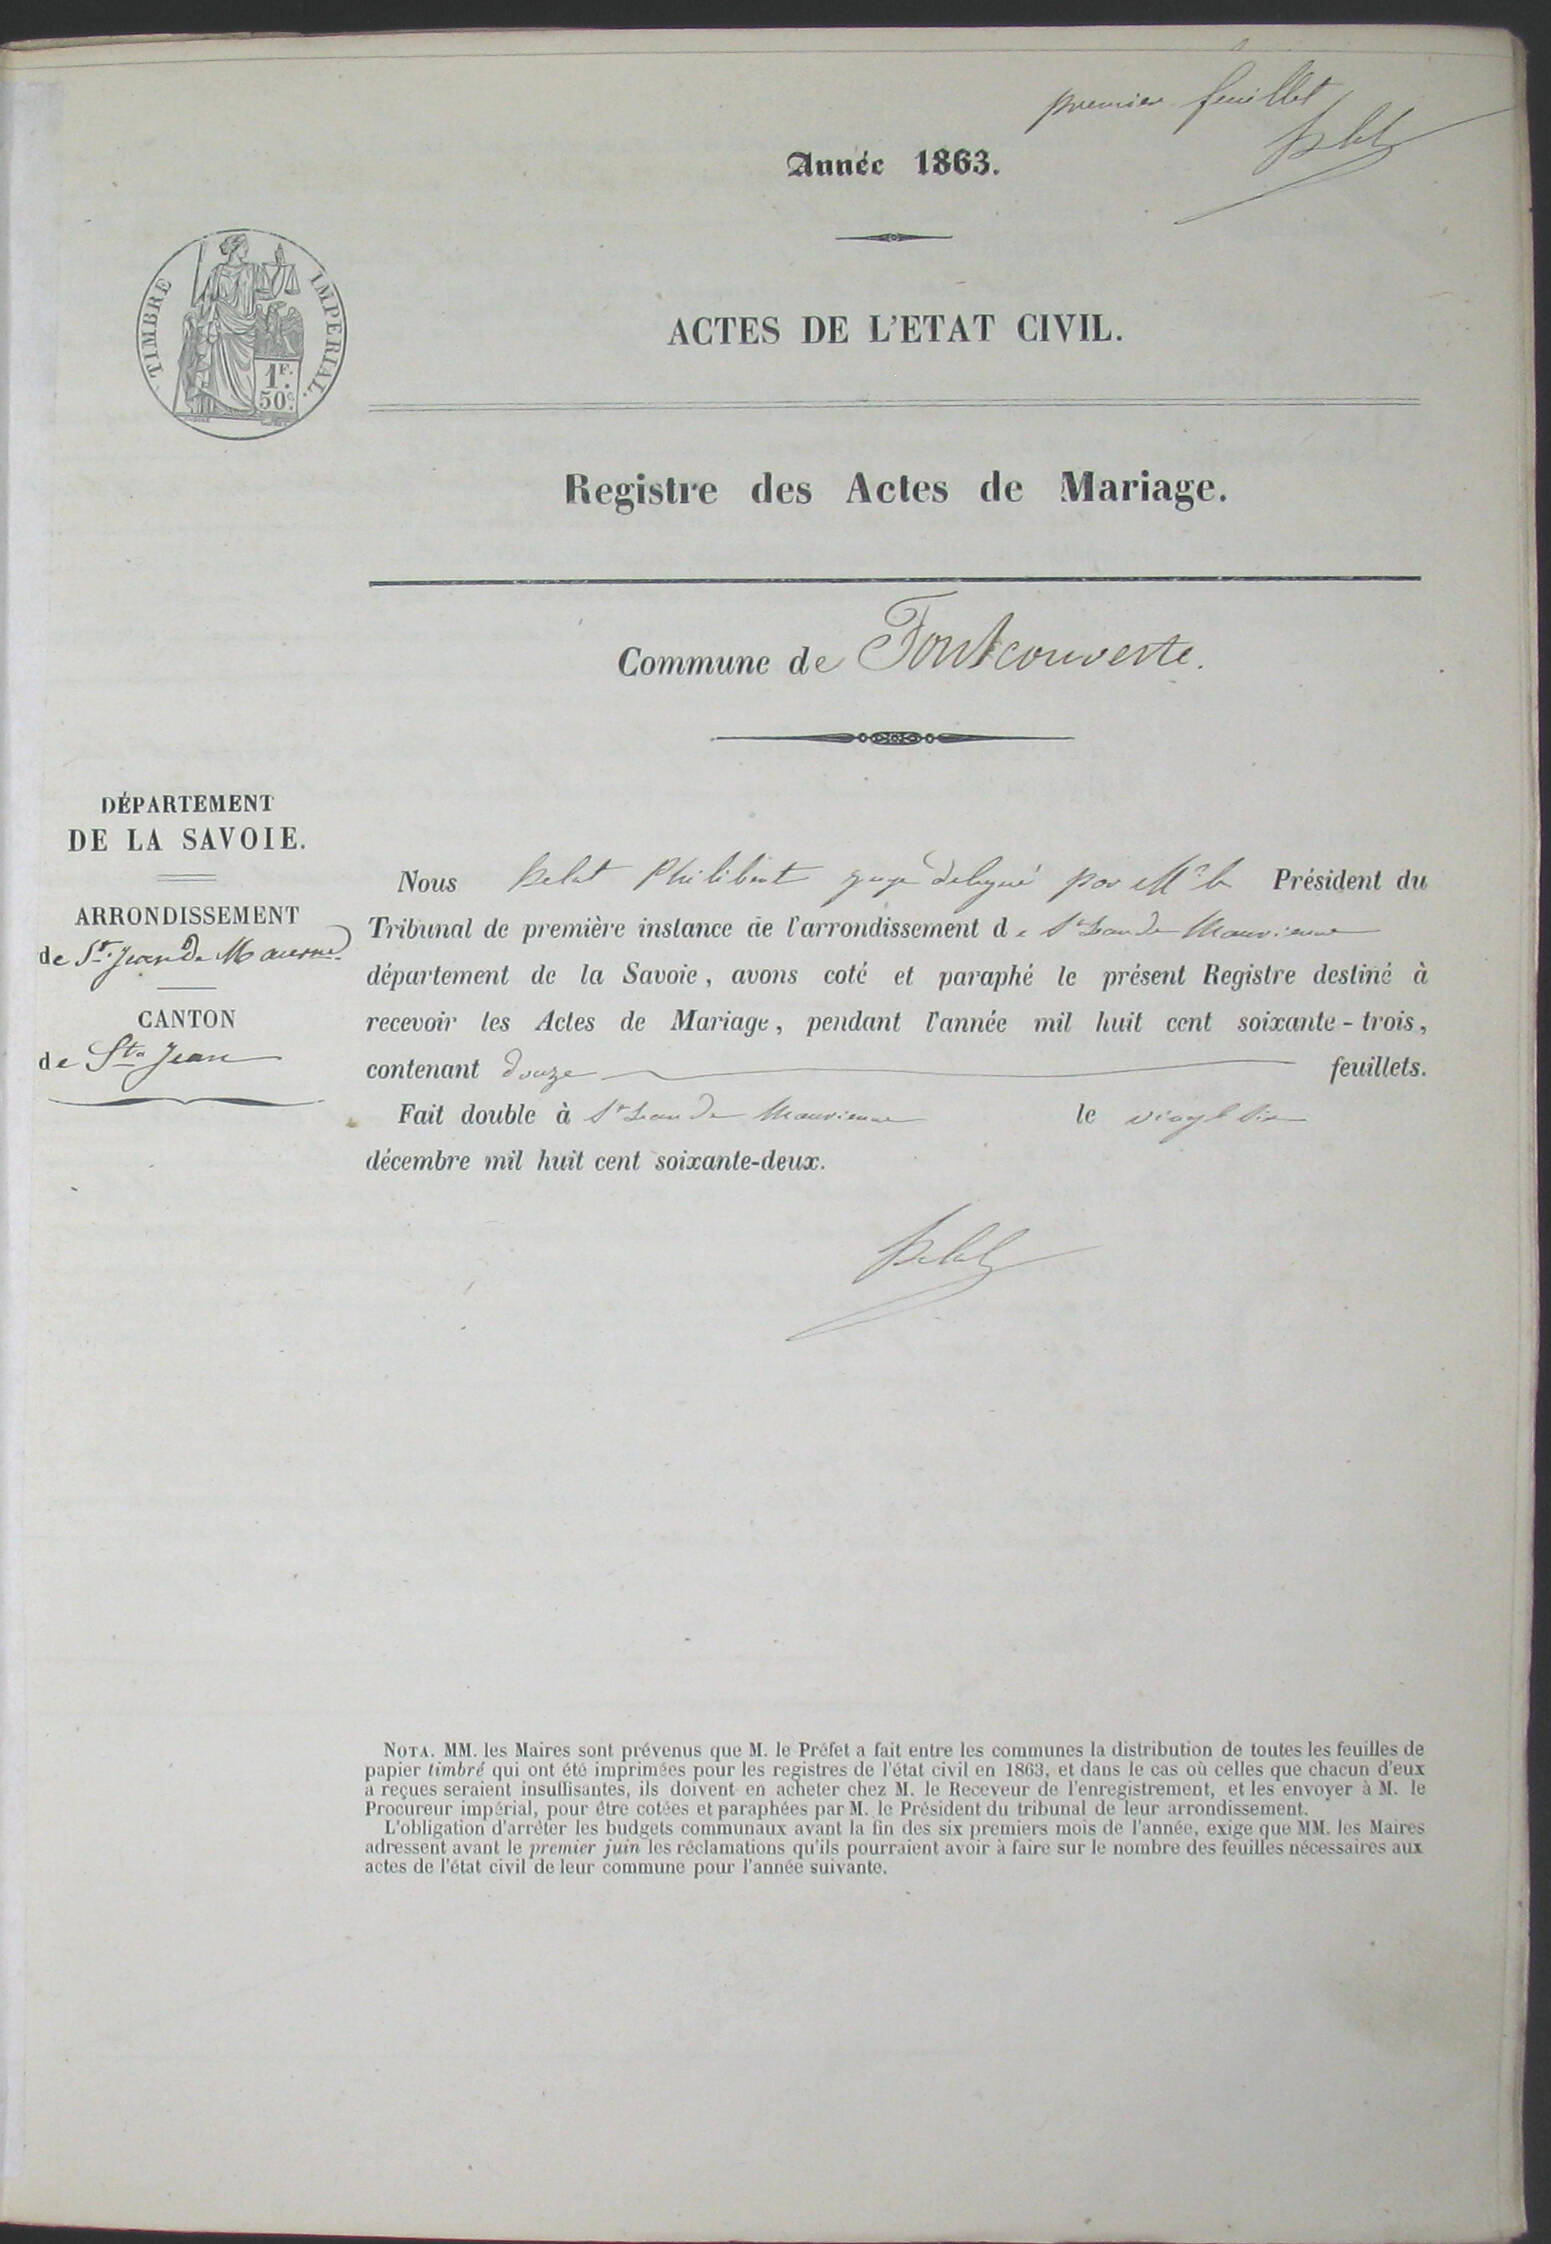 premier feuillet
Année 1863.
TIMBRE IMPERIAL.
1F.
50c.
ACTES DE L'ETAT CIVIL.
Registre des Actes de Mariage.
Commune de Fontcouverte.
DÉPARTEMENT
DE LA SAVOIE.
ARRONDISSEMENT
de St. Jean de Maurne.
CANTON
de St. Jean
Nous Philibert juge délégué par Mr le Président du
Tribunal de première instance de l'arrondissement de St Jean de Maurienne
département de la Savoie, avons coté et paraphé le présent Registre destiné à
recevoir les Actes de Mariage, pendant l'année mil huit cent soixante-trois,
contenant douze feuillets.
Fait double à St Jean de Maurienne le vingt six
décembre mil huit cent soixante-deux.
NOTA. MM. les Maires sont prévenus que M. le Préfet a fait entre les communes la distribution de toutes les feuilles de
papier timbré qui ont été imprimées pour les registres de l'état civil en 1863, et dans le cas où celles que chacun d'eux
a reçues seraient insuffisantes, ils doivent en acheter chez M. le Receveur de l'enregistrement, et les envoyer à M. le
Procureur impérial, pour être cotées et paraphées par M. le Président du tribunal de leur arrondissement.
L'obligation d'arrêter les budgets communaux avant la fin des six premiers mois de l'année, exige que MM. les Maires
adressent avant le premier juin les réclamations qu'ils pourraient avoir à faire sur le nombre des feuilles nécessaires aux
actes de l'état civil de leur commune pour l'année suivante.